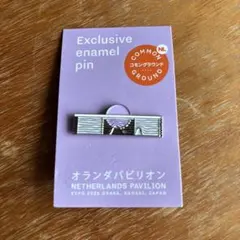 Exclusive
enamel
pin
COMMON
NL
コモングラウンド
GROUND
オランダパビリオン
NETHERLANDS PAVILION
EXPO 2025 OSAKA, KANSAI, JAPAN